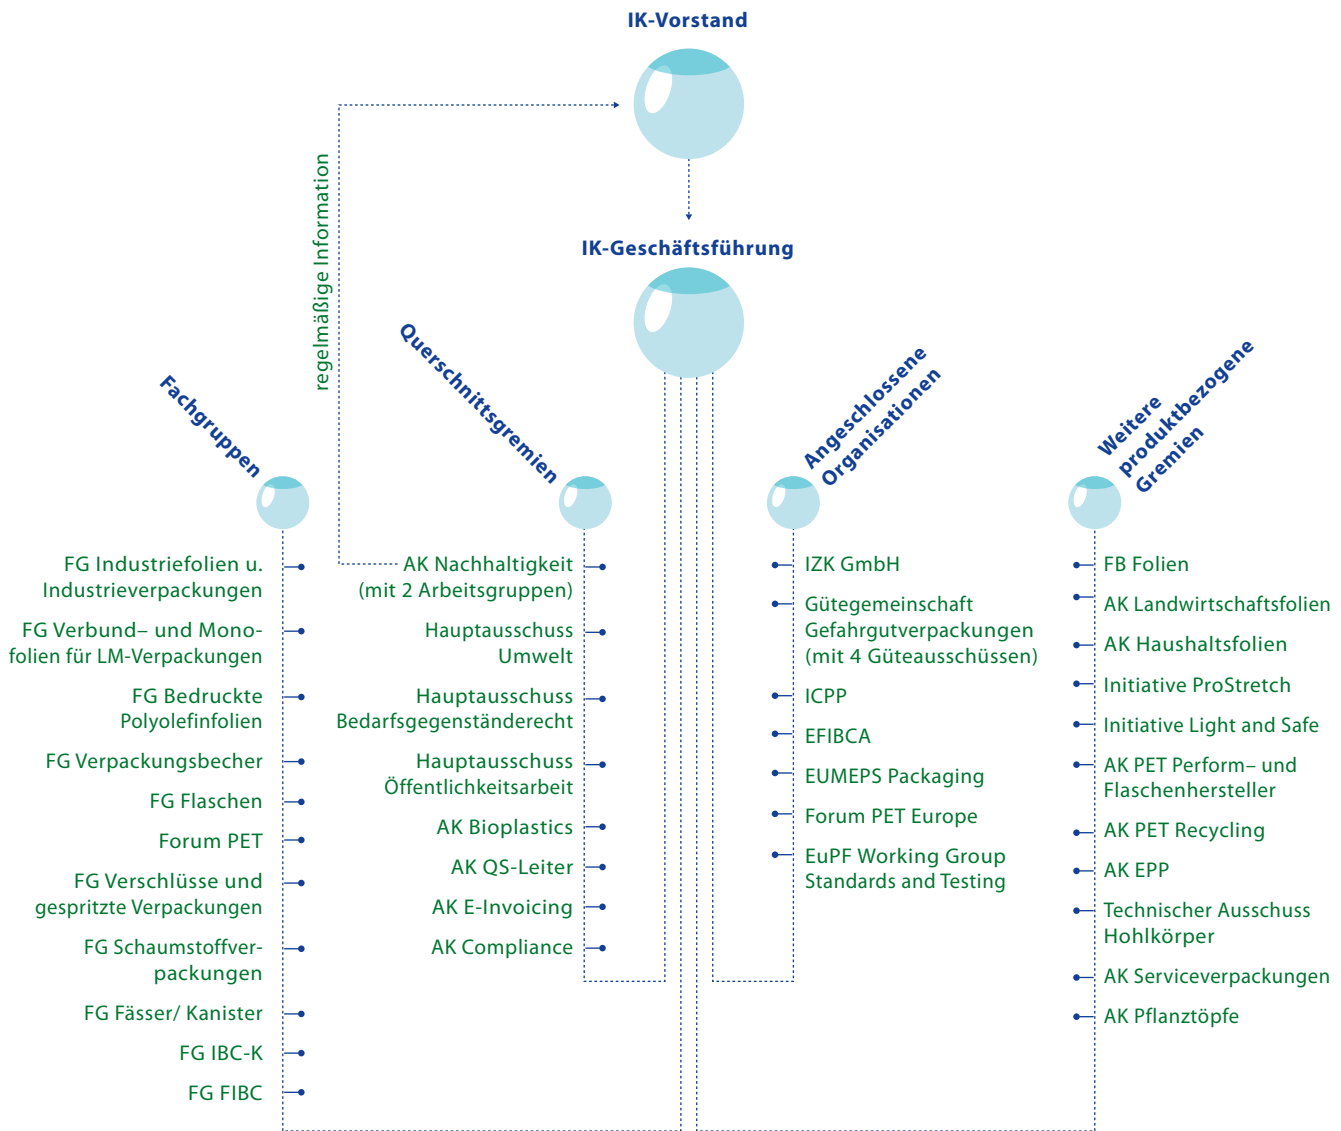 IK-Vorstand
regelmäßige Information
IK-Geschäftsführung
Fachgruppen
FG Industriefolien u.
Industrieverpackungen
FG Verbund– und Mono-
folien für LM-Verpackungen
FG Bedruckte
Polyolefinfolien
FG Verpackungsbecher
FG Flaschen
Forum PET
FG Verschlüsse und
gespritzte Verpackungen
FG Schaumstoffver-
packungen
FG Fässer/ Kanister
FG IBC-K
FG FIBC
Querschnittsgremien
AK Nachhaltigkeit
(mit 2 Arbeitsgruppen)
Hauptausschuss
Umwelt
Hauptausschuss
Bedarfsgegenständerecht
Hauptausschuss
Öffentlichkeitsarbeit
AK Bioplastics
AK QS-Leiter
AK E-Invoicing
AK Compliance
Angeschlossene
Organisationen
IZK GmbH
Gütegemeinschaft
Gefahrgutverpackungen
(mit 4 Güteausschüssen)
ICPP
EFIBCA
EUMEPS Packaging
Forum PET Europe
EuPF Working Group
Standards and Testing
Weitere
produktbezogene
Gremien
FB Folien
AK Landwirtschaftsfolien
AK Haushaltsfolien
Initiative ProStretch
Initiative Light and Safe
AK PET Perform– und
Flaschenhersteller
AK PET Recycling
AK EPP
Technischer Ausschuss
Hohlkörper
AK Serviceverpackungen
AK Pflanztöpfe